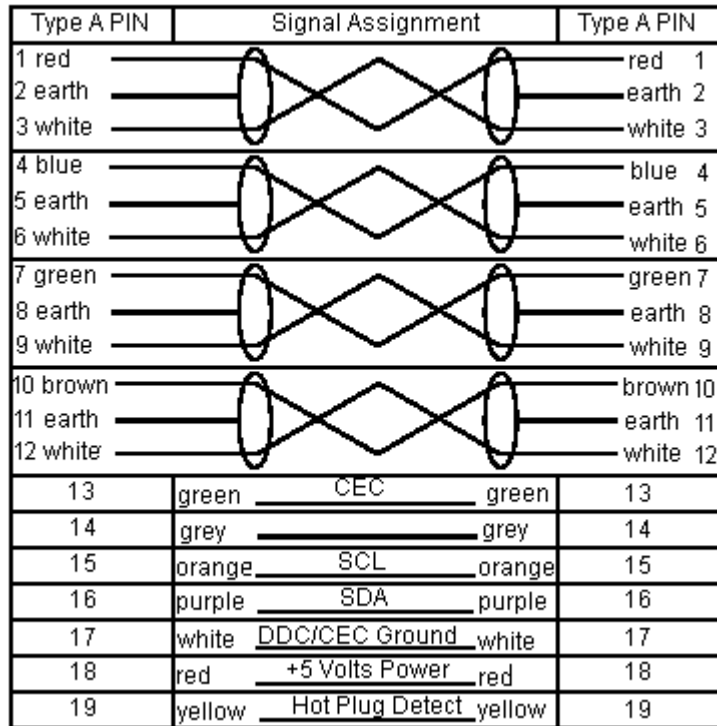 Type A PIN Signal Assignment Type A PIN
1 red red 1
2 earth earth 2
3 white white 3
4 blue blue 4
5 earth earth 5
6 white white 6
7 green green 7
8 earth earth 8
9 white white 9
10 brown brown 10
11 earth earth 11
12 white white 12
13 green CEC green 13
14 grey grey 14
15 orange SCL orange 15
16 purple SDA purple 16
17 white DDC/CEC Ground white 17
18 red +5 Volts Power red 18
19 yellow Hot Plug Detect yellow 19